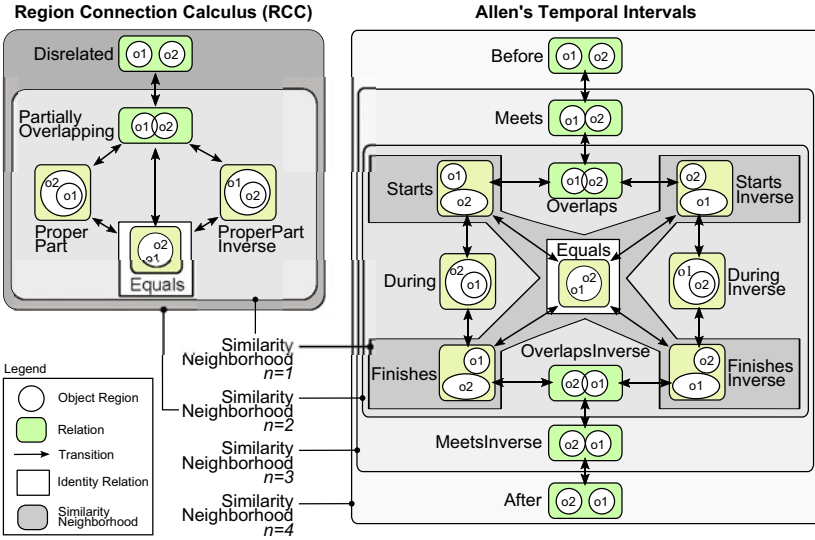 Region Connection Calculus (RCC)
Disrelated
o1 o2
Partially
Overlapping
o1 o2
o2
o1
Proper
Part
o1
o2
ProperPart
Inverse
o2
o1
Equals
Allen's Temporal Intervals
Before
o1 o2
Meets
o1 o2
Starts
o1
o2
o1 o2
Overlaps
o2
o1
Starts
Inverse
During
o2
o1
Equals
o2
o1
o1
o2
During
Inverse
Finishes
o1
o2
OverlapsInverse
o2 o1
o2
o1
Finishes
Inverse
MeetsInverse
o2 o1
After
o2 o1
Similarity
Neighborhood
n=1
Similarity
Neighborhood
n=2
Similarity
Neighborhood
n=3
Similarity
Neighborhood
n=4
Legend
Object Region
Relation
Transition
Identity Relation
Similarity
Neighborhood